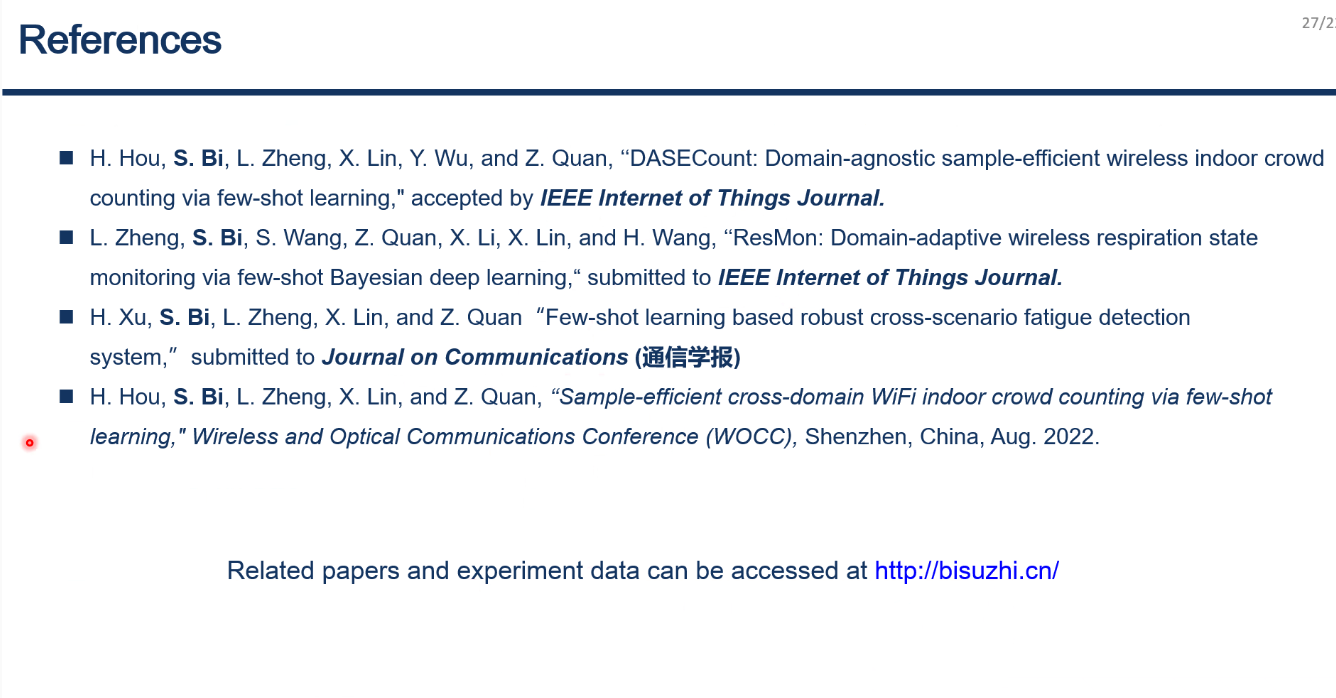 References
27/2
■ H. Hou, S. Bi, L. Zheng, X. Lin, Y. Wu, and Z. Quan, “DASECount: Domain-agnostic sample-efficient wireless indoor crowd
counting via few-shot learning," accepted by IEEE Internet of Things Journal.
■ L. Zheng, S. Bi, S. Wang, Z. Quan, X. Li, X. Lin, and H. Wang, “ResMon: Domain-adaptive wireless respiration state
monitoring via few-shot Bayesian deep learning,“ submitted to IEEE Internet of Things Journal.
■ H. Xu, S. Bi, L. Zheng, X. Lin, and Z. Quan “Few-shot learning based robust cross-scenario fatigue detection
system,” submitted to Journal on Communications (通信学报)
■ H. Hou, S. Bi, L. Zheng, X. Lin, and Z. Quan, “Sample-efficient cross-domain WiFi indoor crowd counting via few-shot
learning," Wireless and Optical Communications Conference (WOCC), Shenzhen, China, Aug. 2022.
Related papers and experiment data can be accessed at http://bisuzhi.cn/